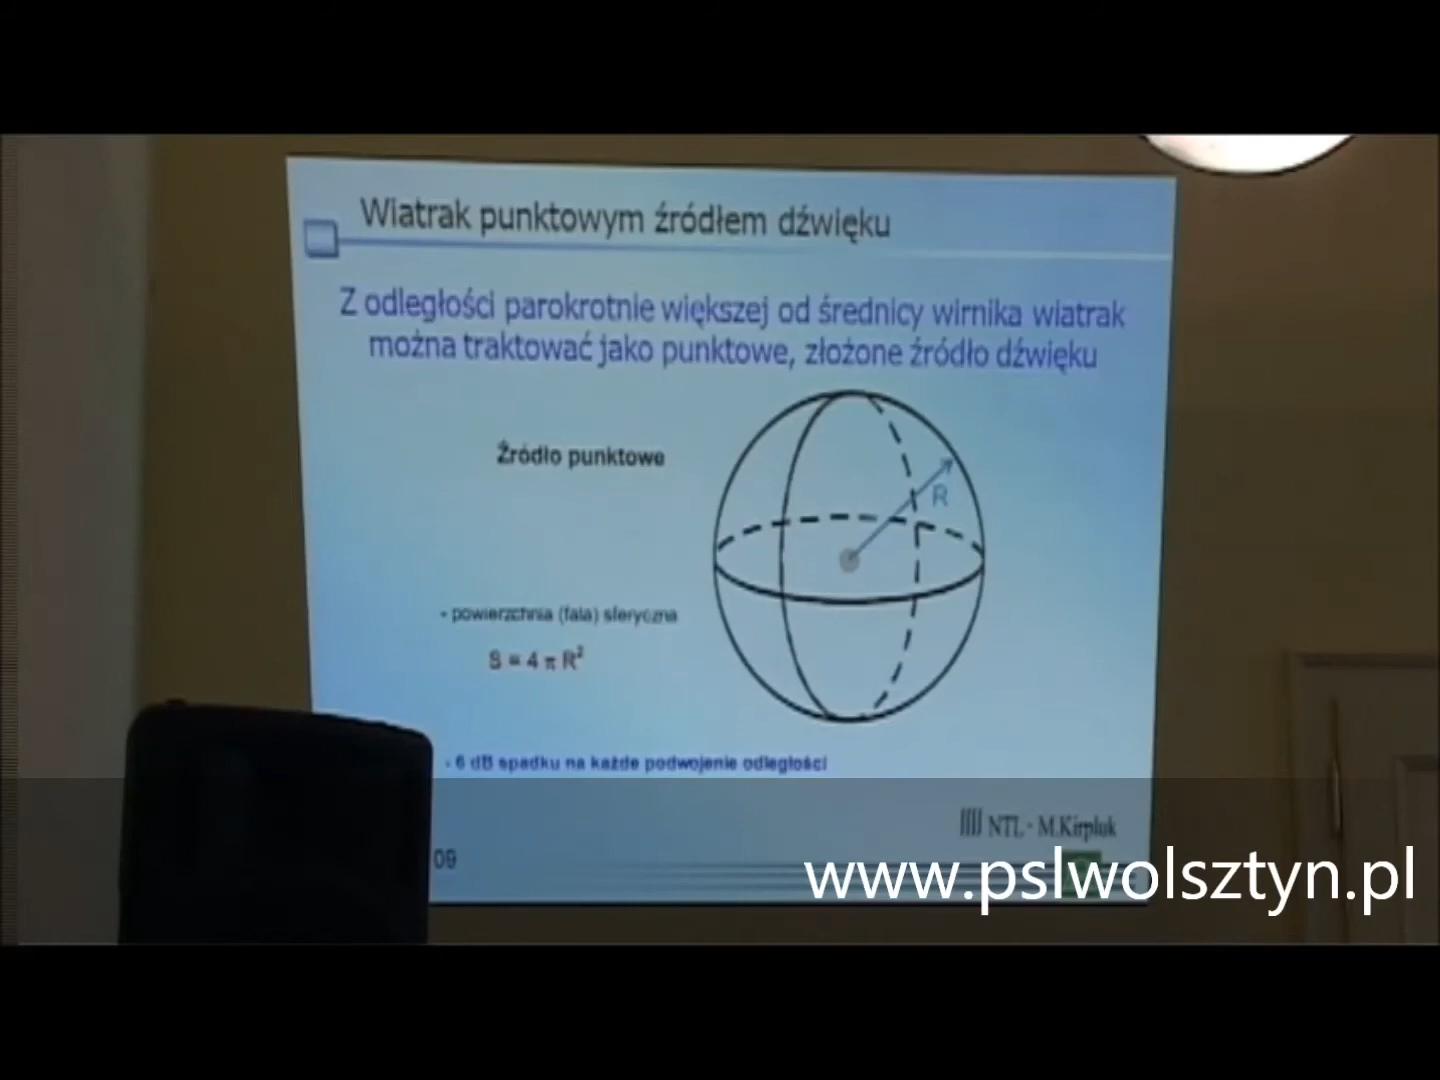 Wiatrak punktowym źródłem dźwięku
Z odległości parokrotnie większej od średnicy wirnika wiatrak
można traktować jako punktowe, złożone źródło dźwięku
Źródło punktowe
R
- powierzchnia (fala) sferyczna
S = 4 π R²
- 6 dB spadku na każde podwojenie odległości
NTL - M.Kirpluk
09
www.pslwolsztyn.pl